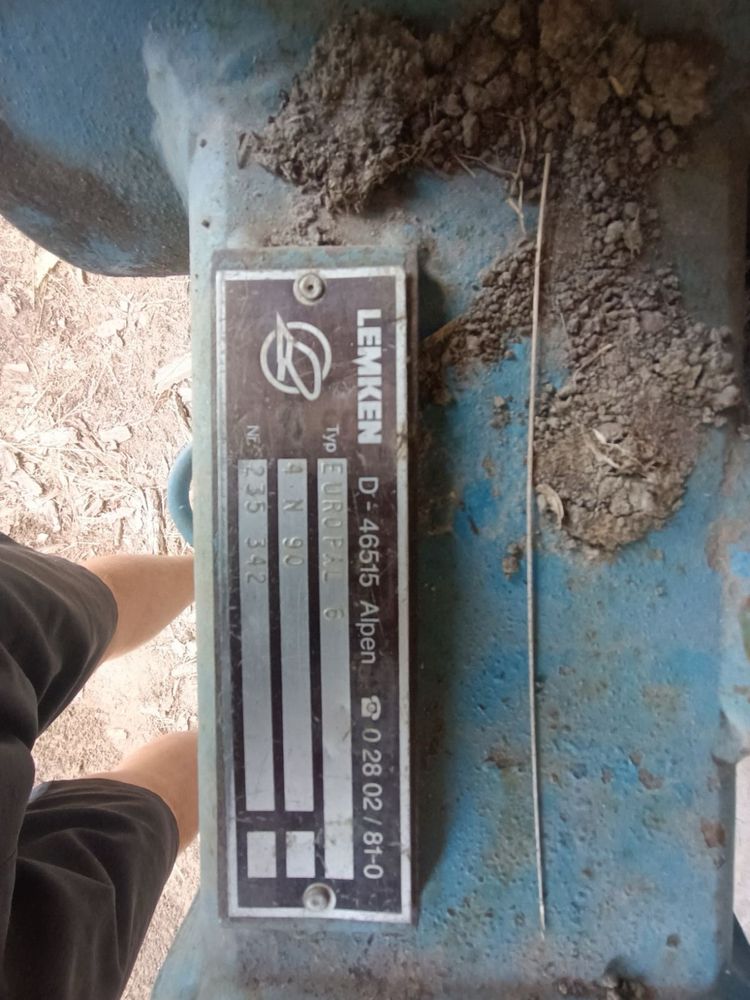 LEMKEN D-46515 Alpen ☎ 0 28 02 / 81-0
Typ EUROPAL 6
4 N 90
Nr. 235 342